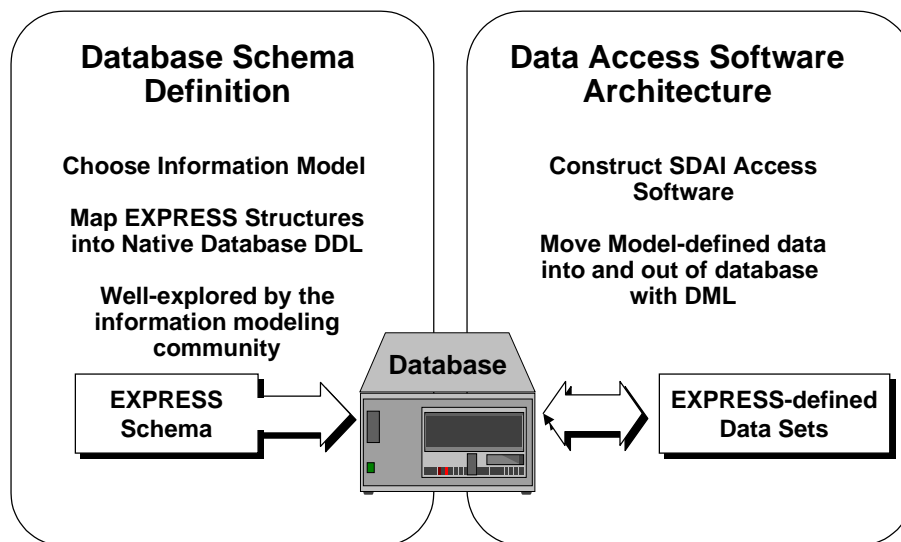 Database Schema
Definition
Choose Information Model
Map EXPRESS Structures
into Native Database DDL
Well-explored by the
information modeling
community
EXPRESS
Schema
Database
Data Access Software
Architecture
Construct SDAI Access
Software
Move Model-defined data
into and out of database
with DML
EXPRESS-defined
Data Sets